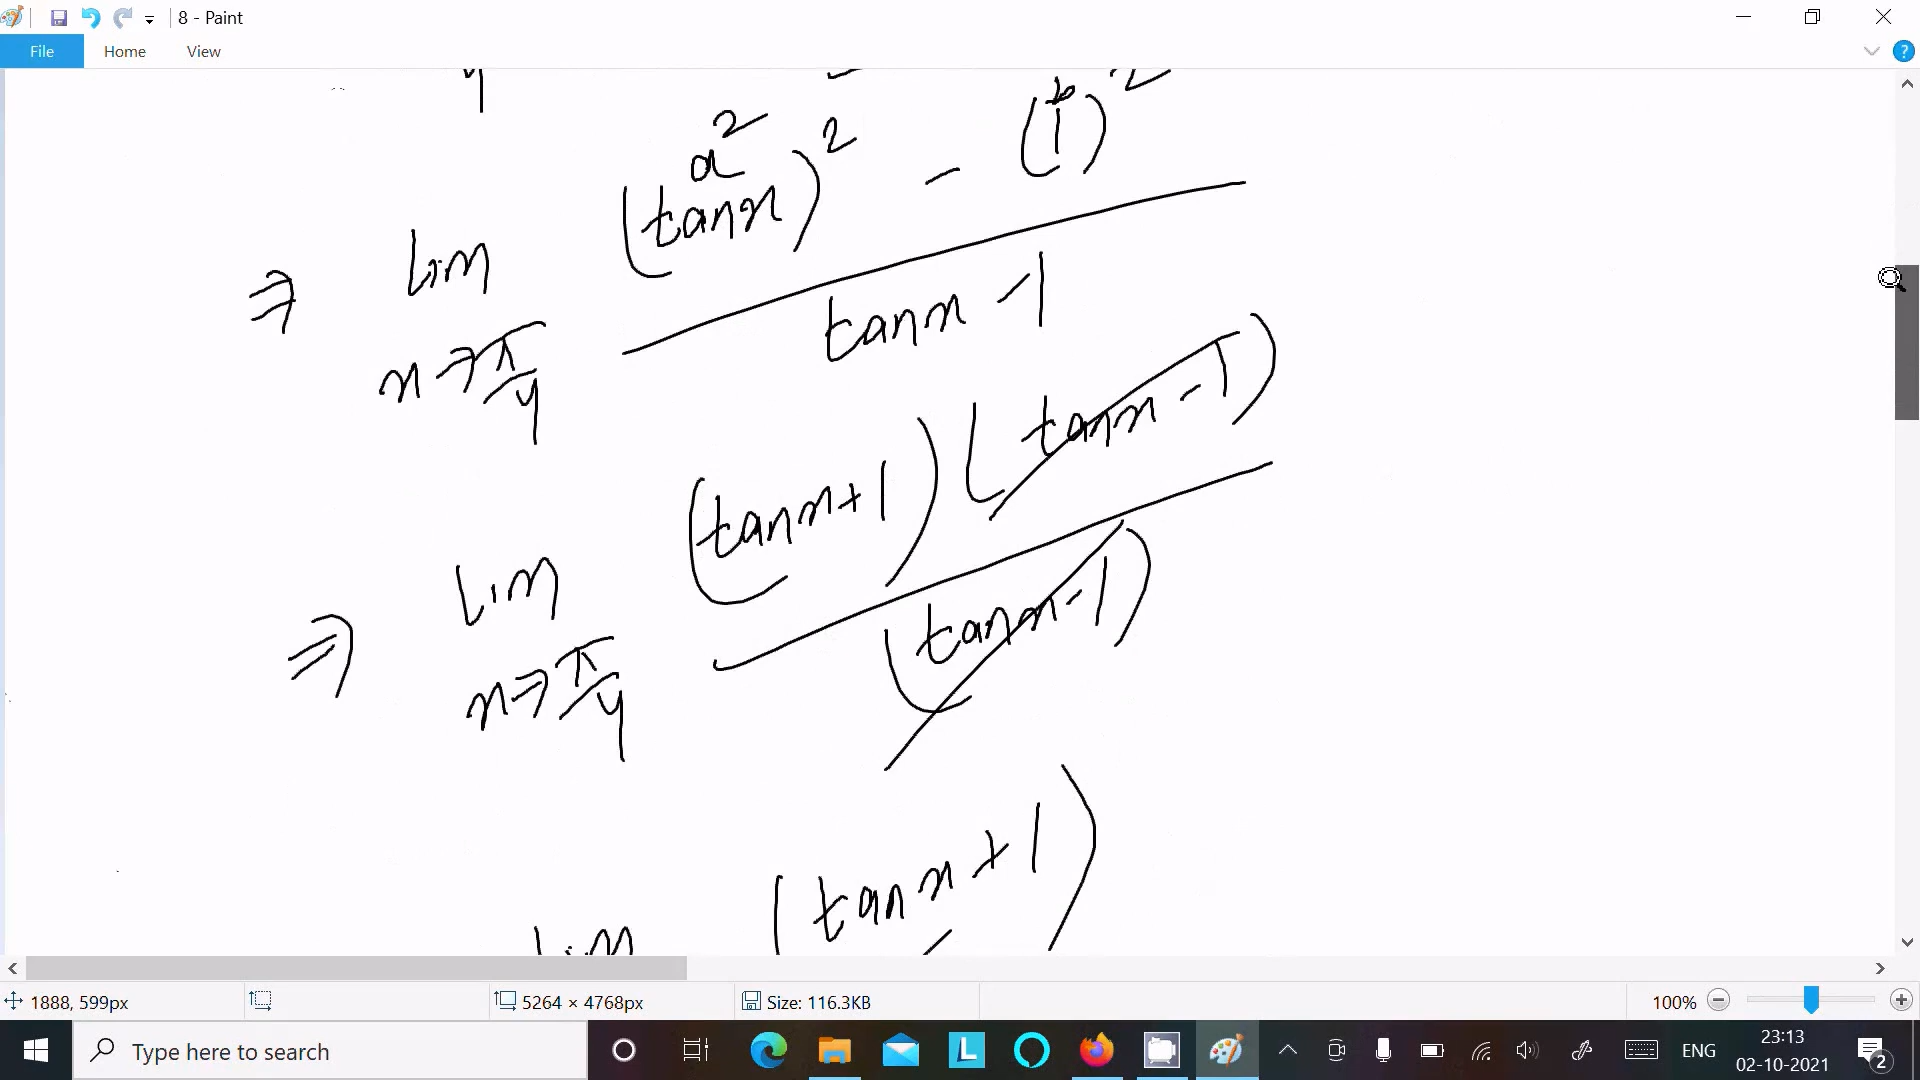 8 - Paint
File Home View
a² b
(tanx)² - (1)²
⇒ lim
x→π/4
tanx - 1
(tanx+1) (tanx-1)
⇒ lim
x→π/4
(tanx-1)
(tanx+1)
lim
1888, 599px 5264 × 4768px Size: 116.3KB 100%
Type here to search L ENG 23:13
02-10-2021 2